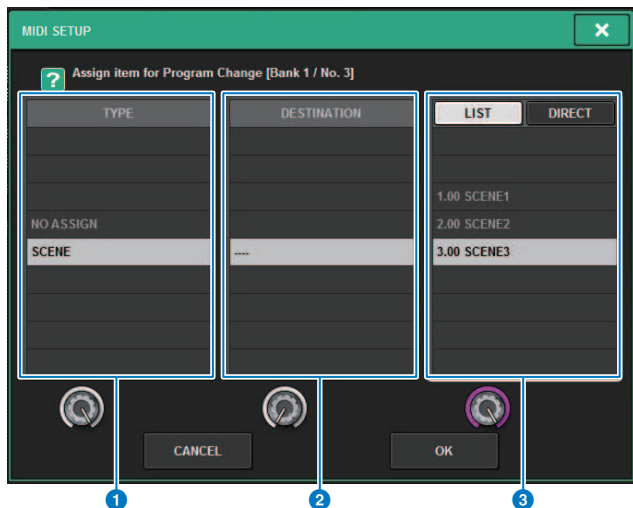 MIDI SETUP
×
? Assign item for Program Change [Bank 1 / No. 3]
TYPE DESTINATION LIST DIRECT
1.00 SCENE1
NO ASSIGN 2.00 SCENE2
SCENE ---- 3.00 SCENE3
CANCEL OK
1 2 3